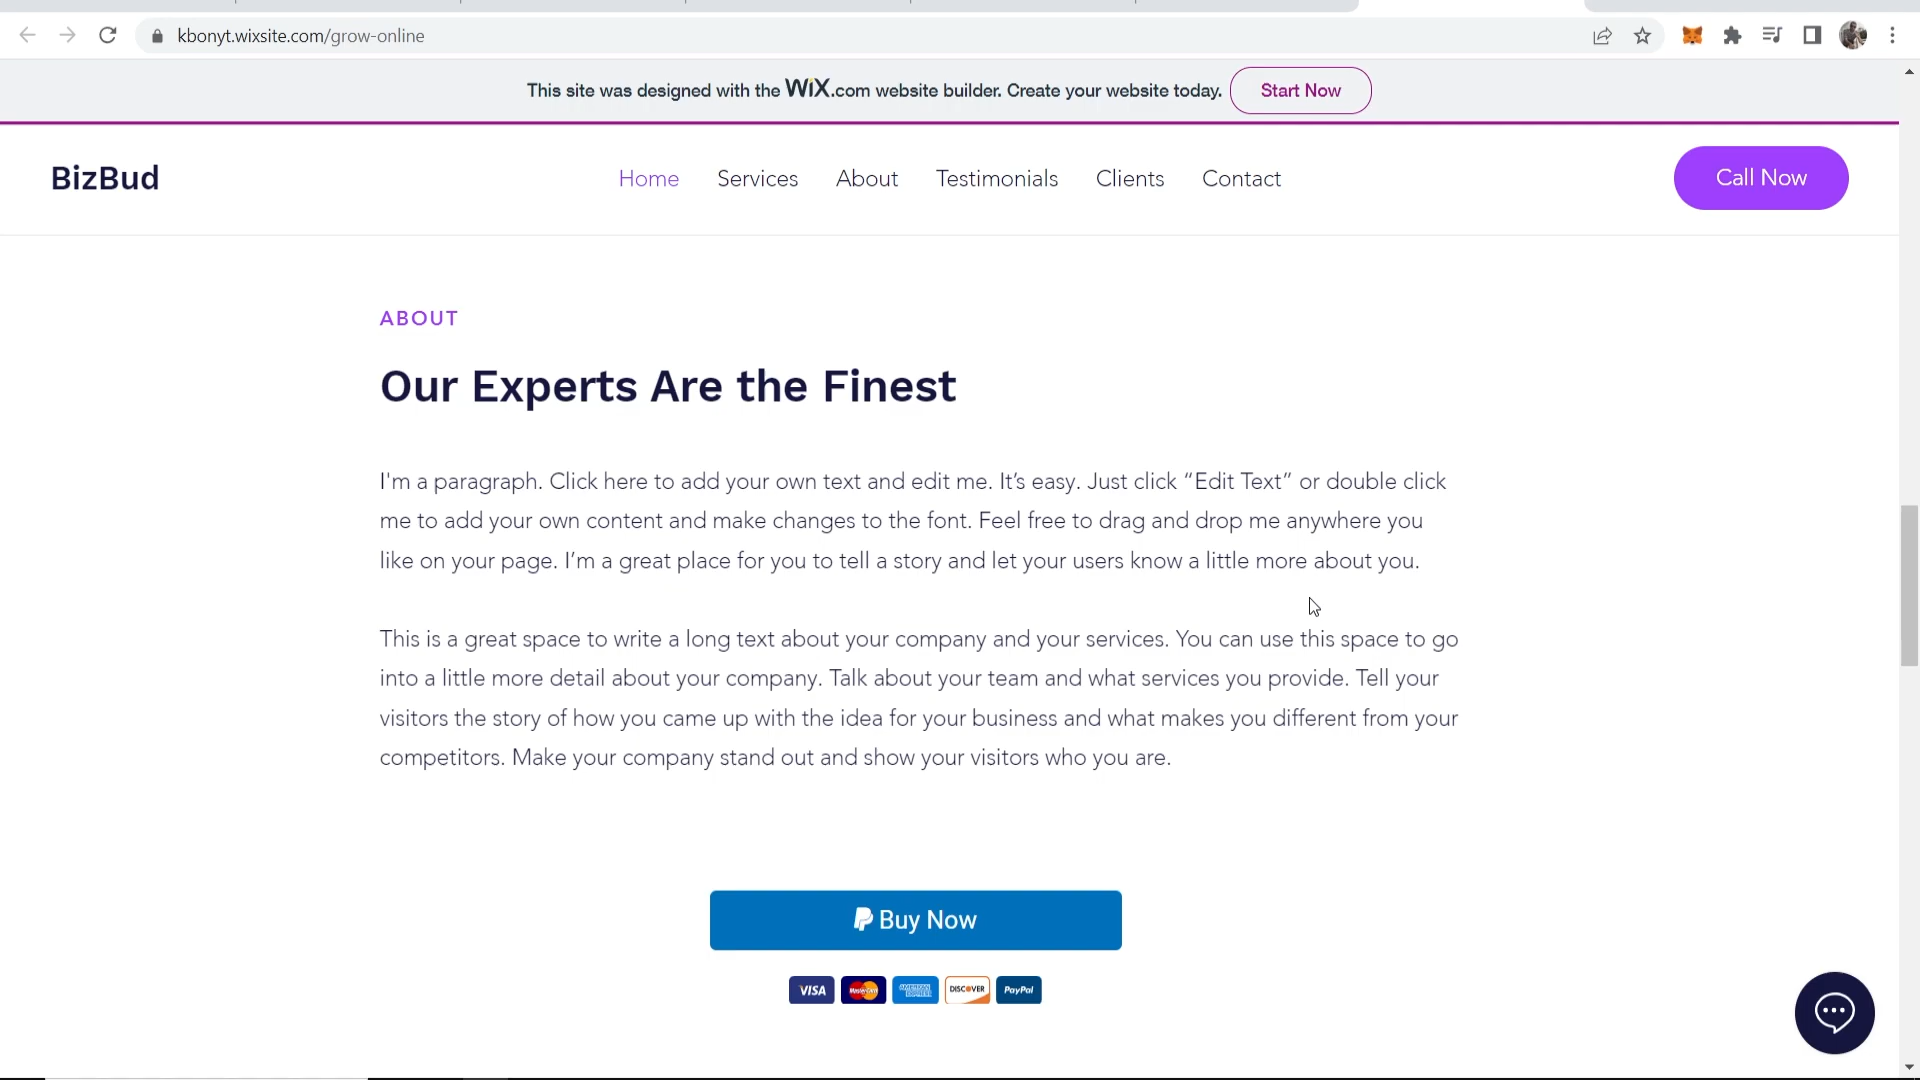 kbonyt.wixsite.com/grow-online
This site was designed with the WiX.com website builder. Create your website today. Start Now
BizBud
Home Services About Testimonials Clients Contact
Call Now
ABOUT
Our Experts Are the Finest
I'm a paragraph. Click here to add your own text and edit me. It’s easy. Just click “Edit Text” or double click
me to add your own content and make changes to the font. Feel free to drag and drop me anywhere you
like on your page. I’m a great place for you to tell a story and let your users know a little more about you.
This is a great space to write a long text about your company and your services. You can use this space to go
into a little more detail about your company. Talk about your team and what services you provide. Tell your
visitors the story of how you came up with the idea for your business and what makes you different from your
competitors. Make your company stand out and show your visitors who you are.
Buy Now
VISA MasterCard AMERICAN EXPRESS DISCOVER PayPal